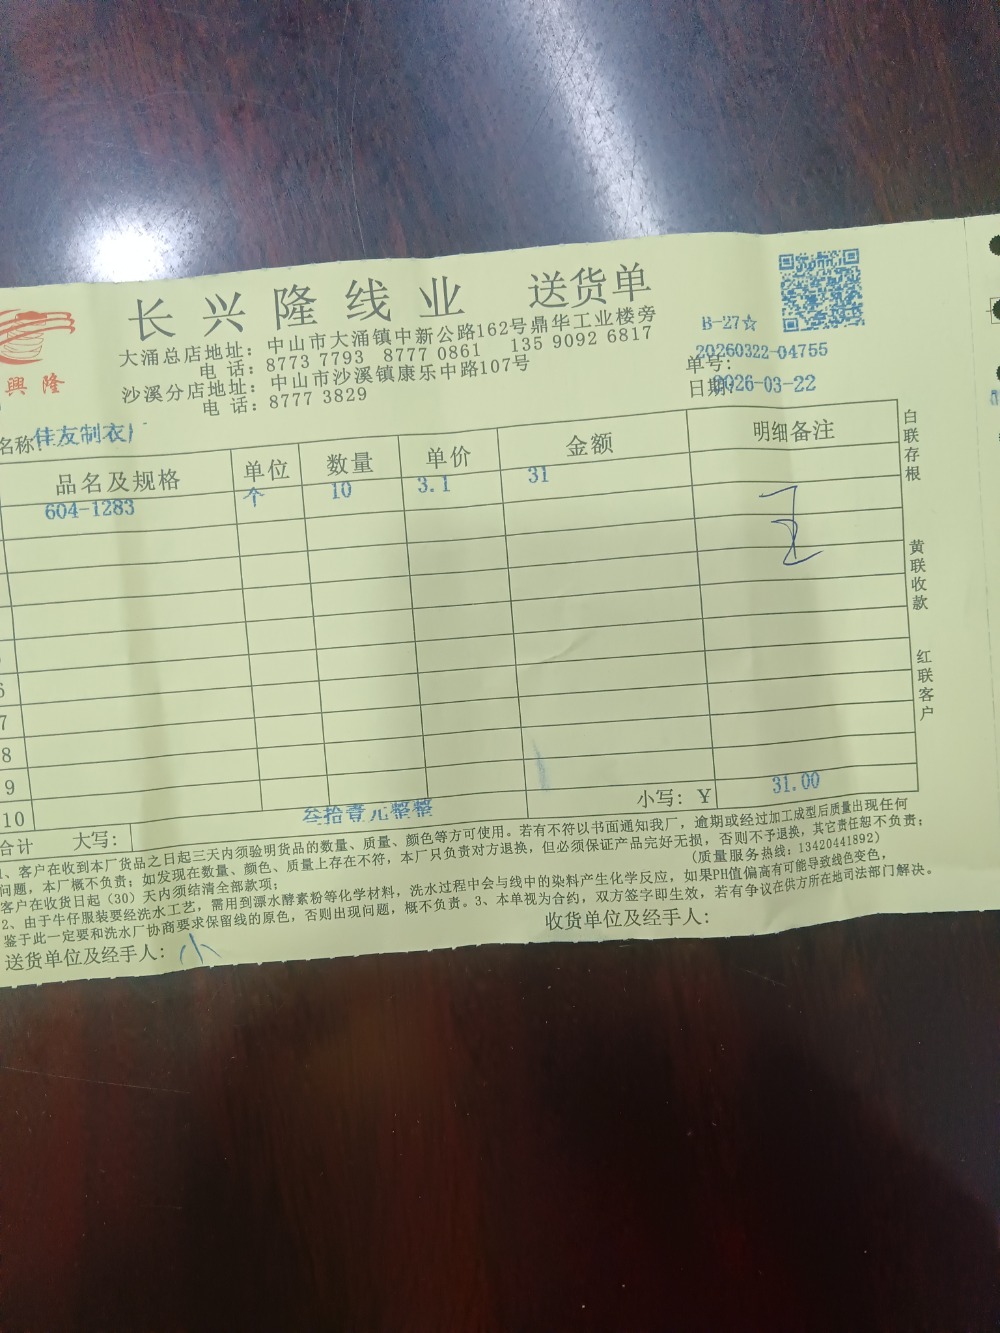 長兴隆线业 送货单
B-27☆
大涌总店地址：中山市大涌镇中新公路162号鼎华工业楼旁
电 话：8773 7793 8777 0861 135 9092 6817
沙溪分店地址：中山市沙溪镇康乐中路107号
电 话：8777 3829
單号：20260322-04755
日期：2026-03-22
興隆
名称：佳友制衣厂
品名及规格 单位 数量 单价 金额 明细备注
604-1283 个 10 3.1 31
6
7
8
9
10
合计 大写： 叁拾壹元整整 小写：Y 31.00
白联存根
黄联收款
红联客户
1、客户在收到本厂货品之日起三天内须验明货品的数量、质量、颜色等方可使用。若有不符以书面通知我厂，逾期或经过加工成型后质量出现任何
问题，本厂概不负责；如发现在数量、颜色、质量上存在不符，本厂只负责对方退换，但必须保证产品完好无损，否则不予退换，其它责任恕不负责；
客户在收货日起（30）天内须结清全部款项； （质量服务热线：13420441892）
2、由于牛仔服装要经洗水工艺，需用到漂水酵素粉等化学材料，洗水过程中会与线中的染料产生化学反应，如果PH值偏高有可能导致线色变色，
鉴于此一定要和洗水厂协商要求保留线的原色，否则出现问题，概不负责。3、本单视为合约，双方签字即生效，若有争议在供方所在地司法部门解决。
送货单位及经手人：小
收货单位及经手人：